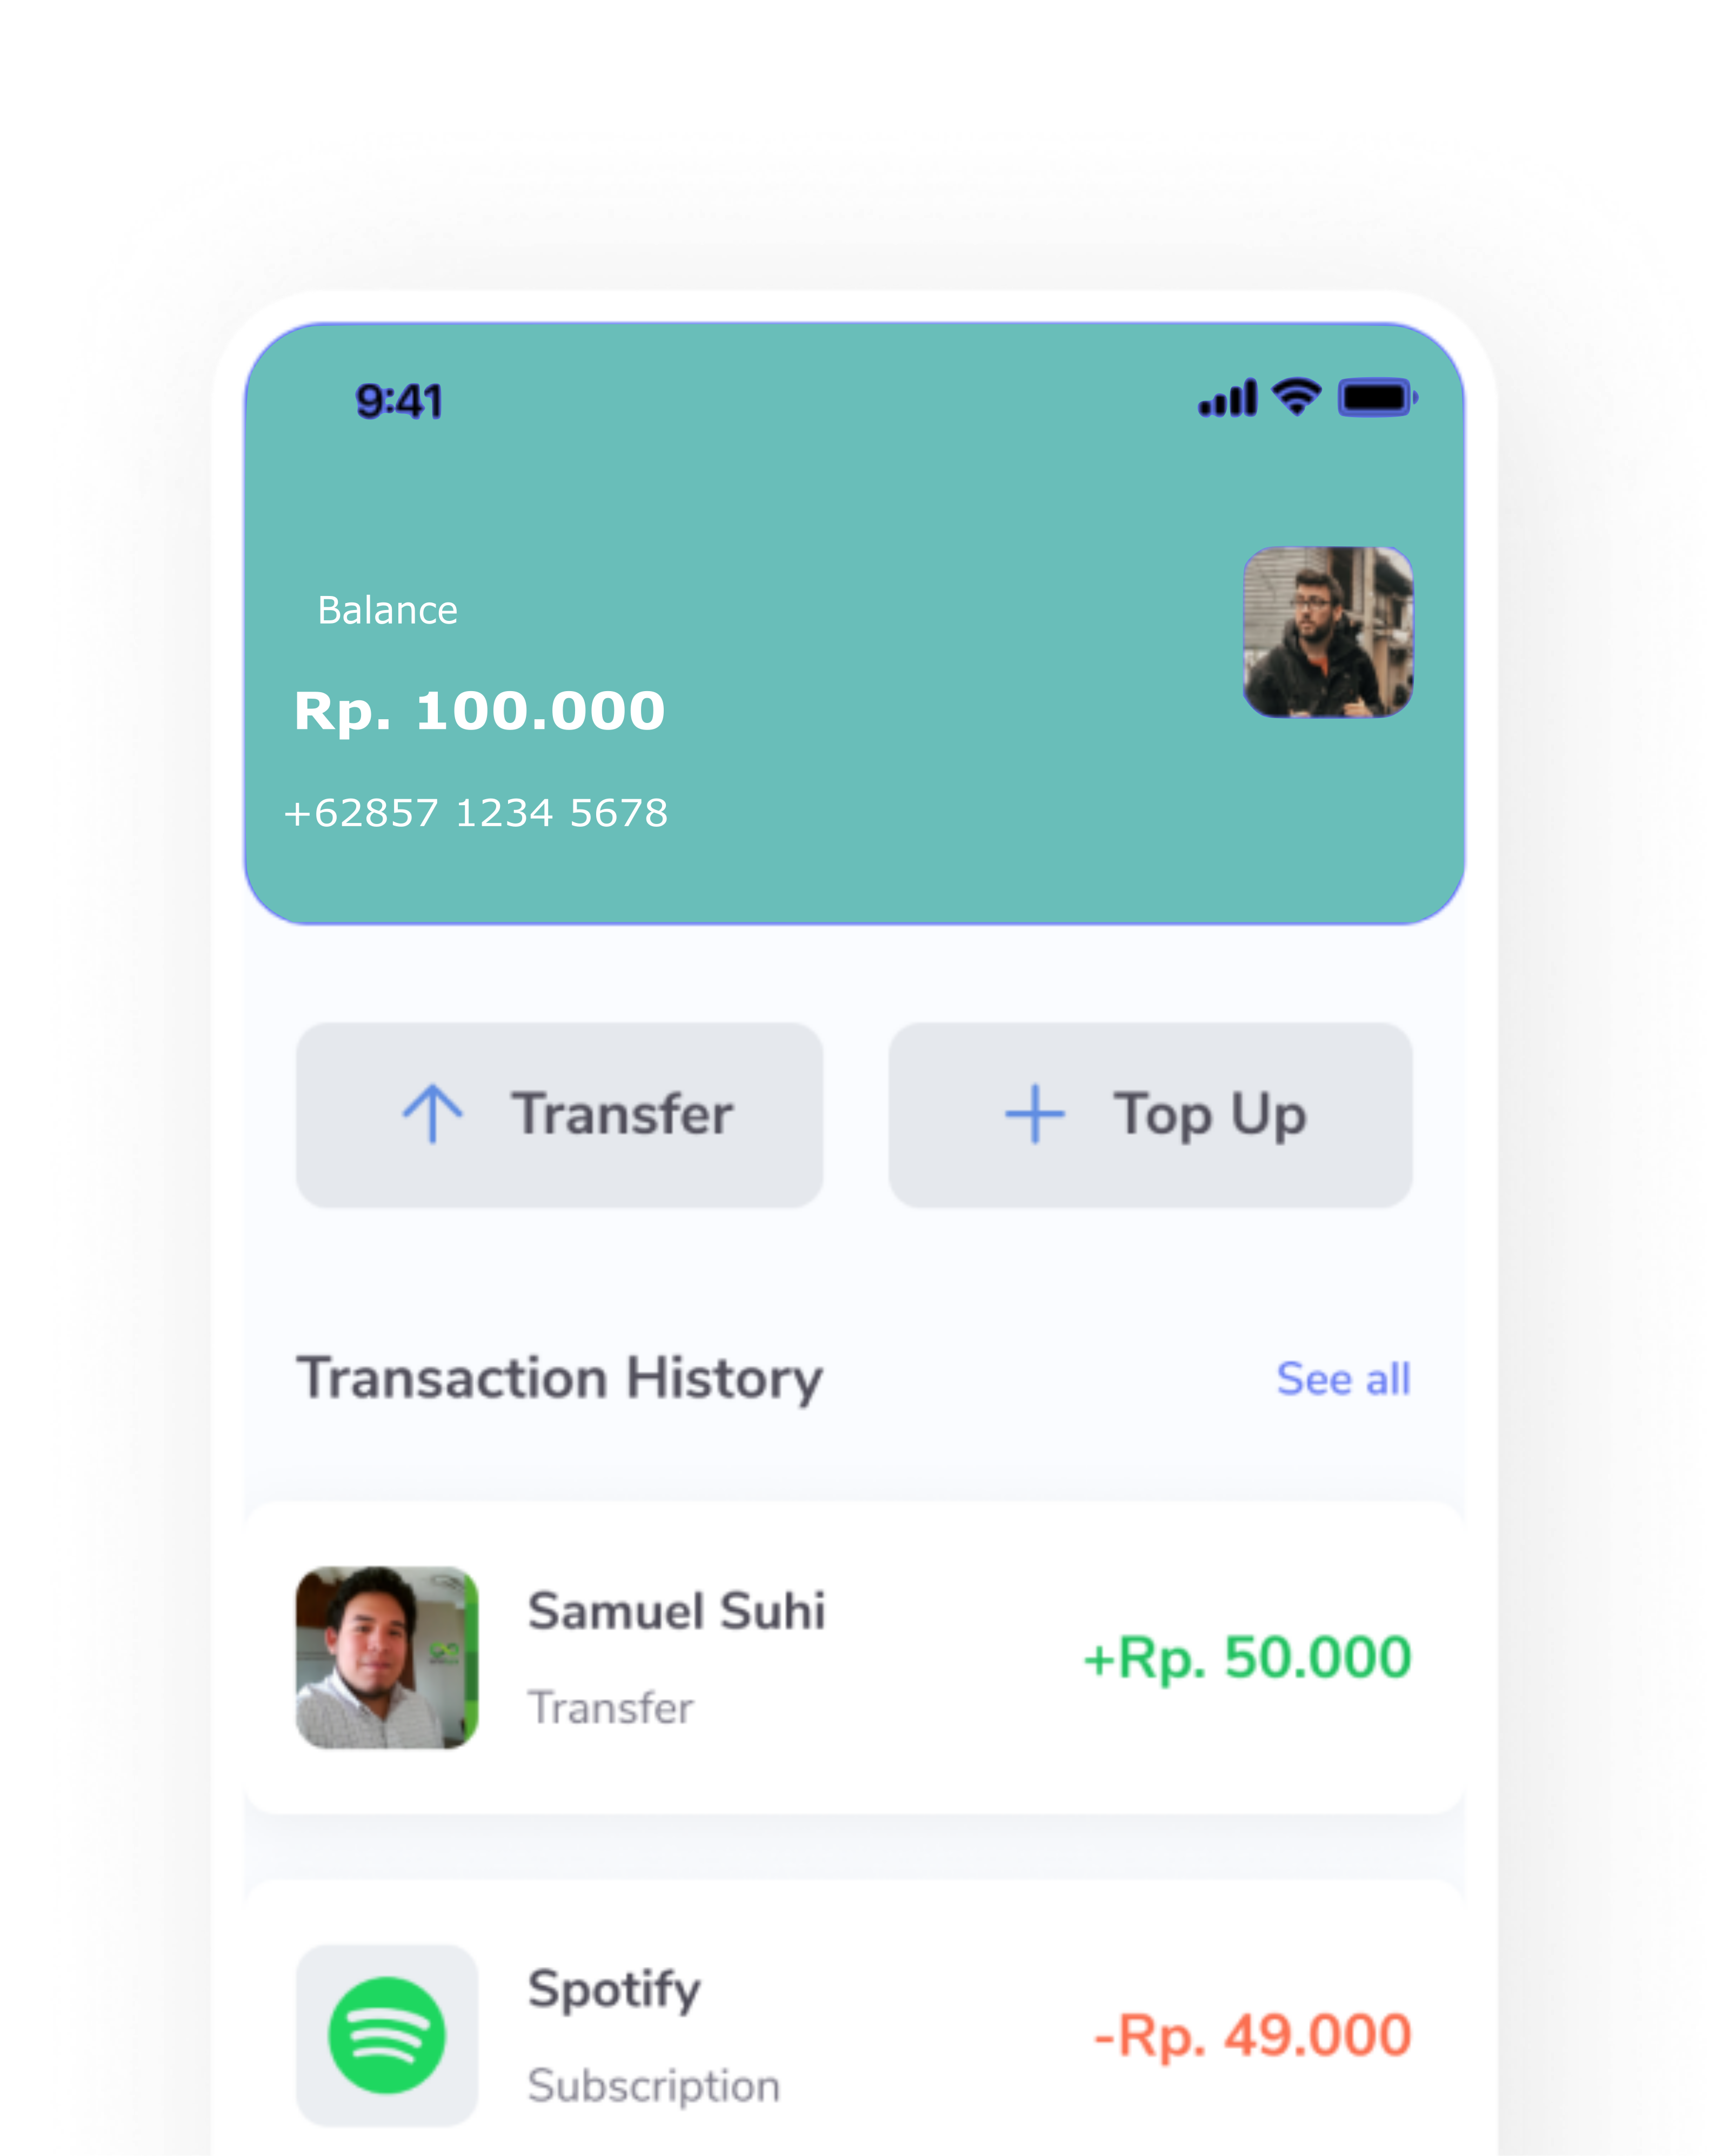 9:41
Balance
Rp. 100.000
+62857 1234 5678
Transfer
Top Up
Transaction History
See all
Samuel Suhi
Transfer
+Rp. 50.000
Spotify
Subscription
-Rp. 49.000